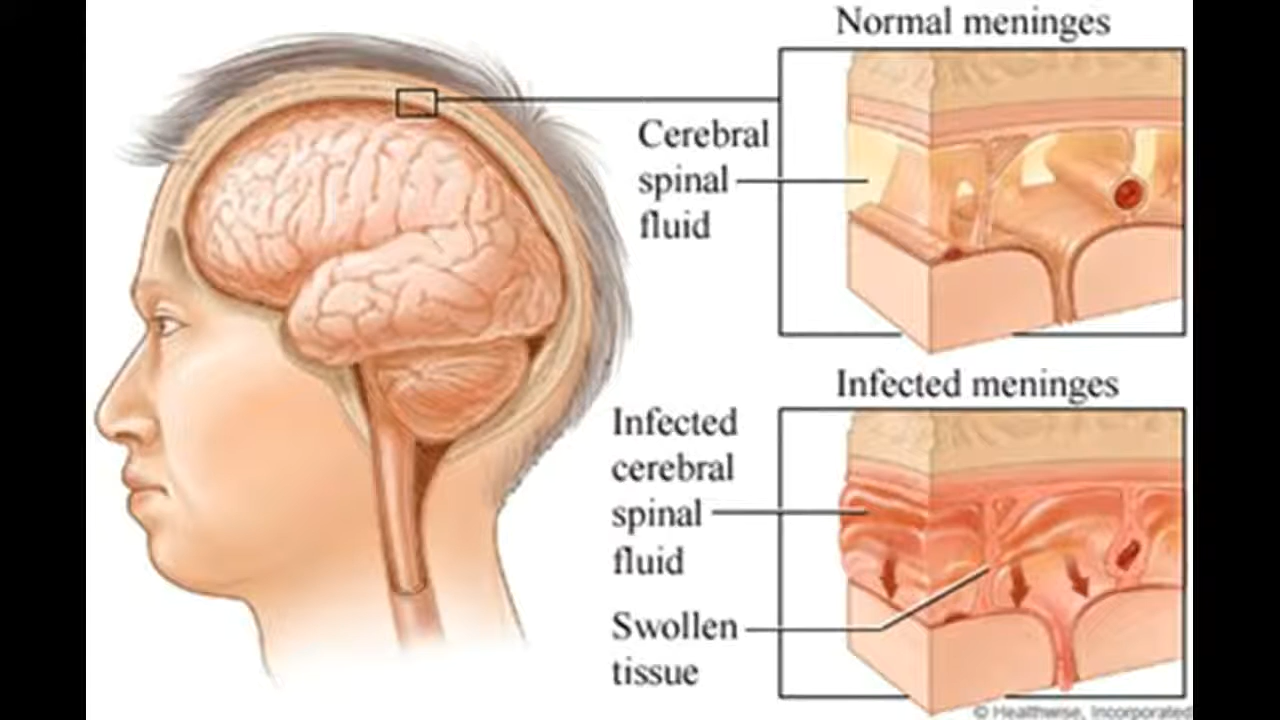 Normal meninges
Cerebral
spinal
fluid
Infected meninges
Infected
cerebral
spinal
fluid
Swollen
tissue
© Healthwise, Incorporated